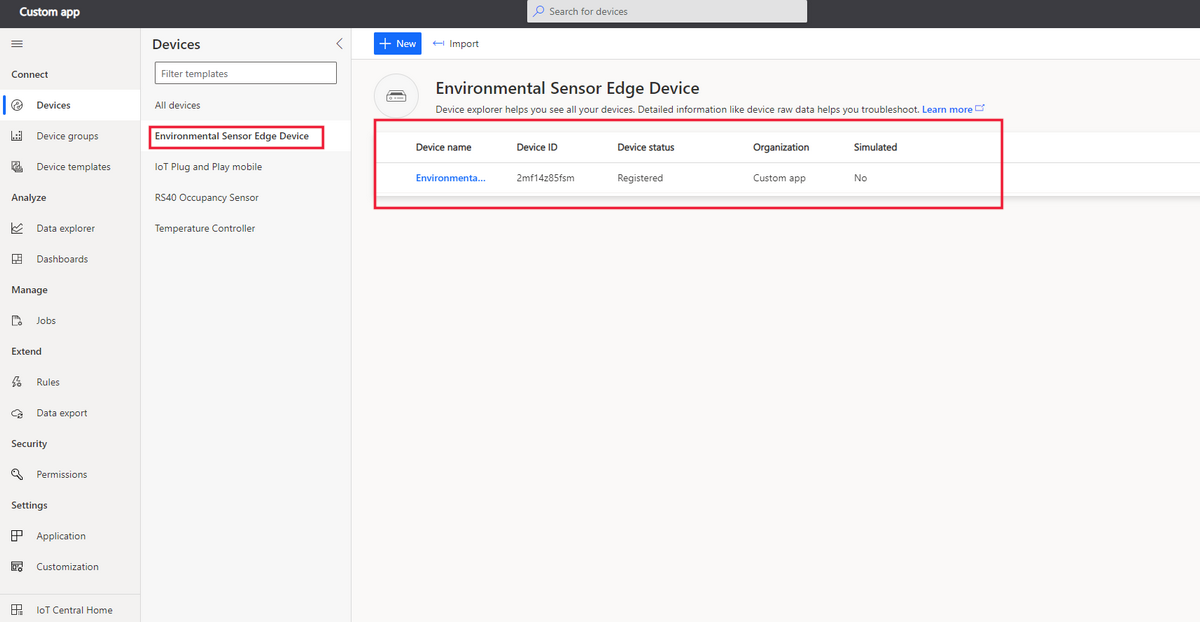 Custom app
Search for devices
Connect
Devices
Device groups
Device templates
Analyze
Data explorer
Dashboards
Manage
Jobs
Extend
Rules
Data export
Security
Permissions
Settings
Application
Customization
IoT Central Home
Devices
Filter templates
All devices
Environmental Sensor Edge Device
IoT Plug and Play mobile
RS40 Occupancy Sensor
Temperature Controller
New Import
Environmental Sensor Edge Device
Device explorer helps you see all your devices. Detailed information like device raw data helps you troubleshoot. Learn more
Device name Device ID Device status Organization Simulated
Environmenta... 2mf14z85fsm Registered Custom app No